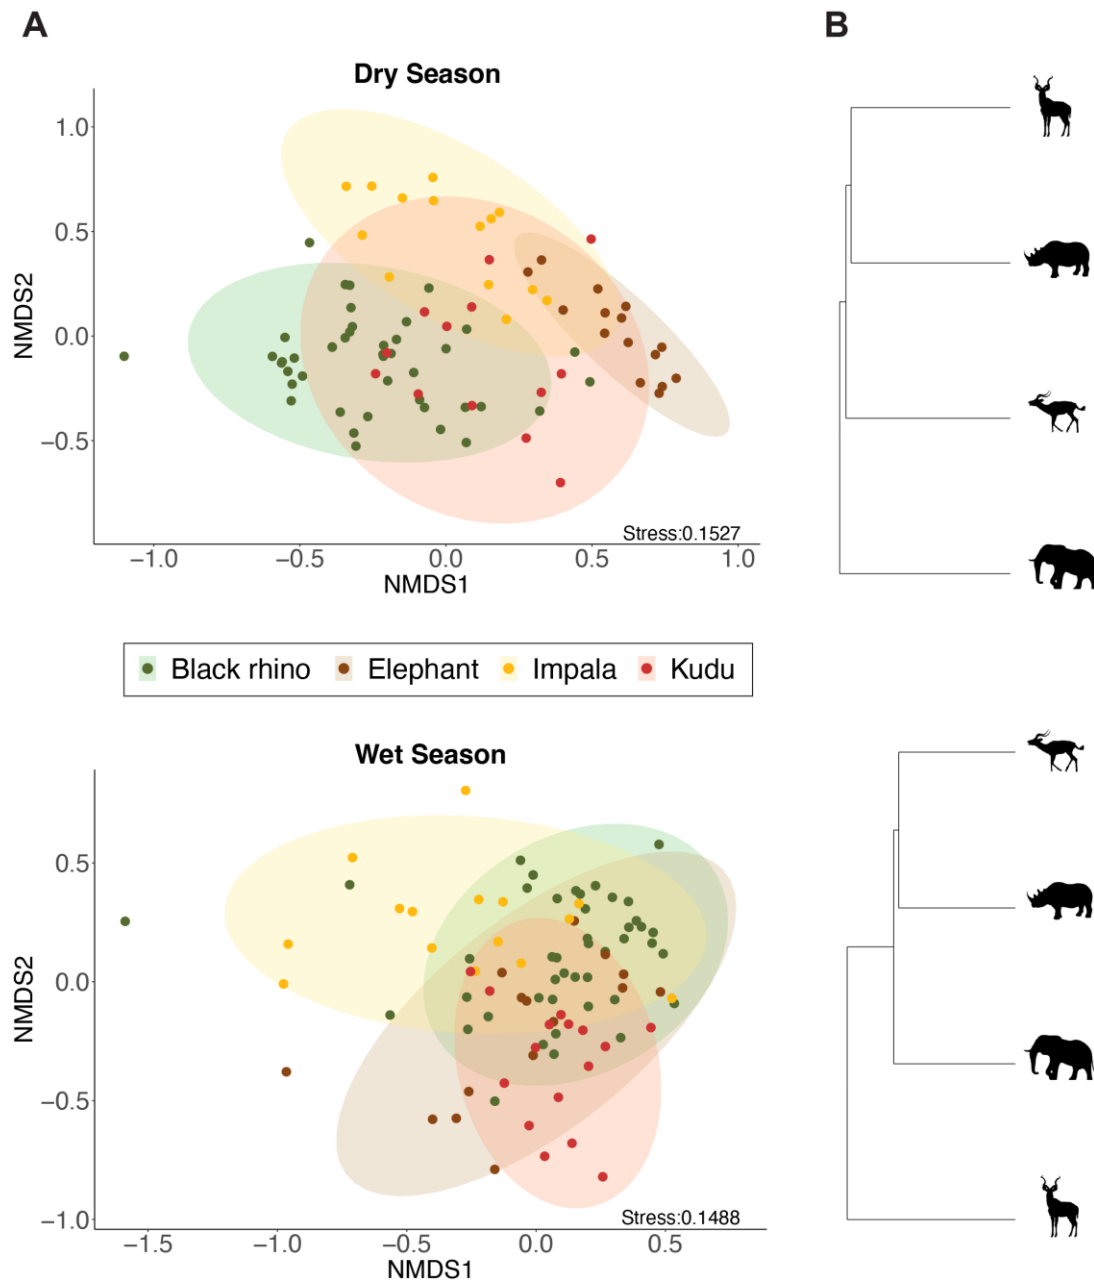 A
B
Dry Season
1.0
0.5
0.0
−0.5
NMDS2
Stress:0.1527
−1.0 −0.5 0.0 0.5 1.0
NMDS1
Black rhino Elephant Impala Kudu
Wet Season
0.5
0.0
−0.5
−1.0
NMDS2
Stress:0.1488
−1.5 −1.0 −0.5 0.0 0.5
NMDS1